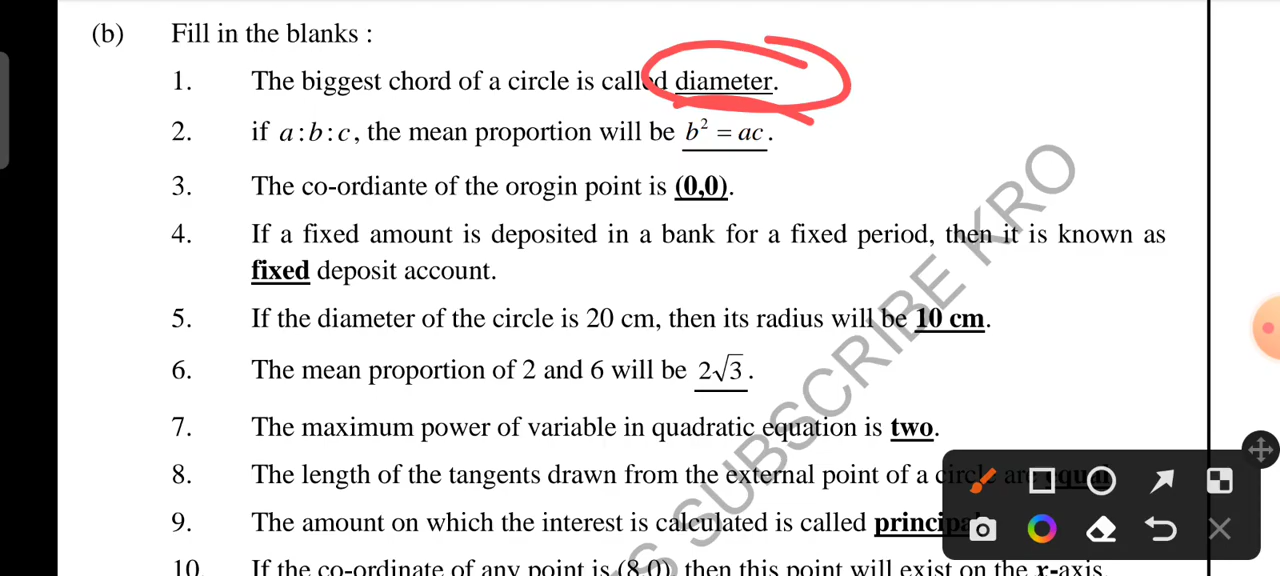 (b) Fill in the blanks :
1. The biggest chord of a circle is called diameter.
2. if a : b : c, the mean proportion will be b² = ac.
3. The co-ordiante of the orogin point is (0,0).
4. If a fixed amount is deposited in a bank for a fixed period, then it is known as
fixed deposit account.
5. If the diameter of the circle is 20 cm, then its radius will be 10 cm.
6. The mean proportion of 2 and 6 will be 2√3.
7. The maximum power of variable in quadratic equation is two.
8. The length of the tangents drawn from the external point of a circle are equal
9. The amount on which the interest is calculated is called principal
10. If the co-ordinate of any point is (8,0), then this point will exist on the x-axis.
S SUBSCRIBE KRO